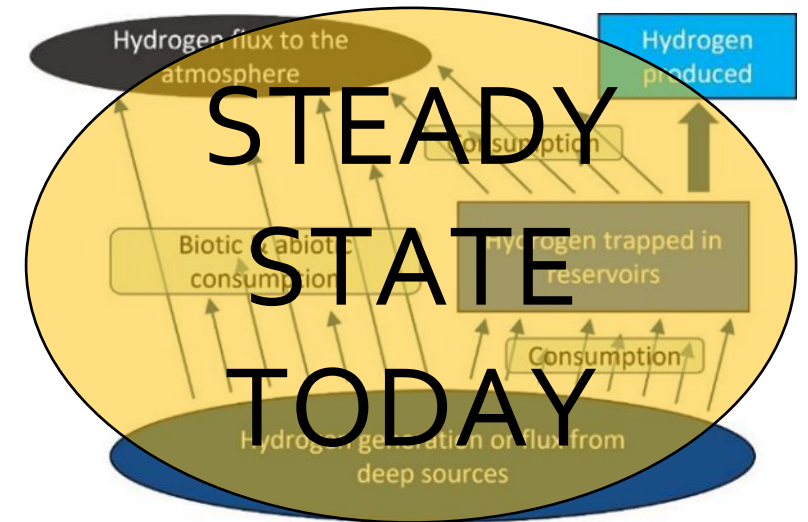 Hydrogen flux to the
atmosphere
Hydrogen
produced
STEADY
Consumption
Biotic & abiotic
consumption
Hydrogen trapped in
reservoirs
STATE
Consumption
TODAY
Hydrogen generation or flux from
deep sources